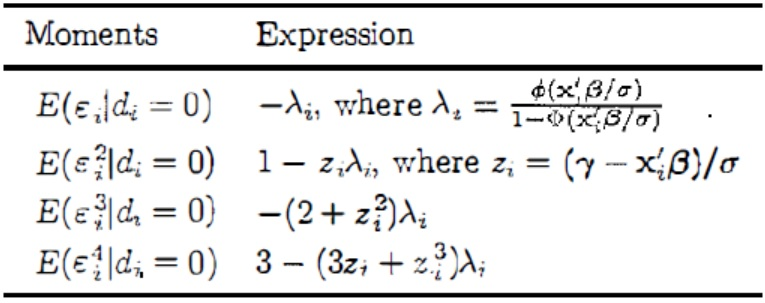 Moments Expression
E(ε_i|d_i = 0) −λ_i, where λ_i = φ(x′_iβ/σ) / 1−Φ(x′_iβ/σ) .
E(ε_i^2|d_i = 0) 1 − z_iλ_i, where z_i = (γ − x′_iβ)/σ
E(ε_i^3|d_i = 0) −(2 + z_i^2)λ_i
E(ε_i^4|d_i = 0) 3 − (3z_i + z_i^3)λ_i